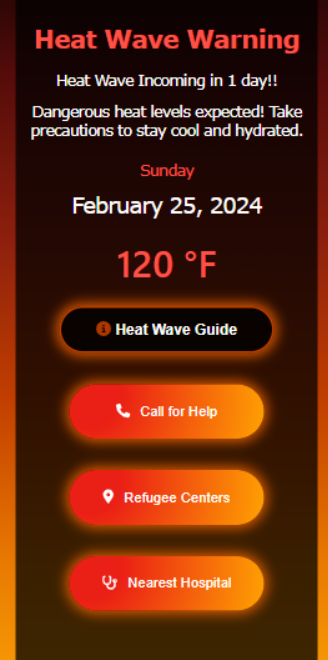 Heat Wave Warning
Heat Wave Incoming in 1 day!!
Dangerous heat levels expected! Take
precautions to stay cool and hydrated.
Sunday
February 25, 2024
120 °F
Heat Wave Guide
Call for Help
Refugee Centers
Nearest Hospital